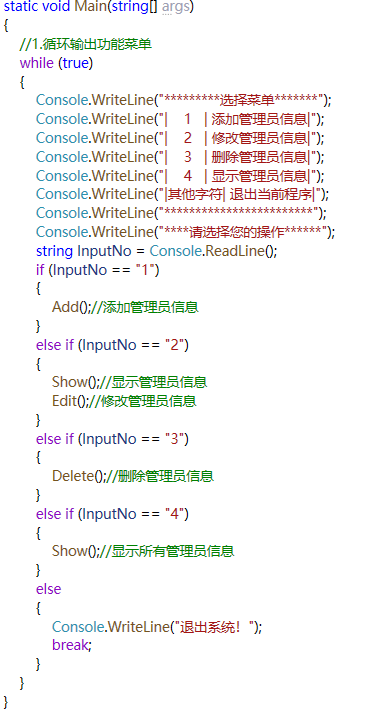 static void Main(string[] args)
{
//1.循环输出功能菜单
while (true)
{
Console.WriteLine("*********选择菜单*******");
Console.WriteLine("|    1   | 添加管理员信息|");
Console.WriteLine("|    2   | 修改管理员信息|");
Console.WriteLine("|    3   | 删除管理员信息|");
Console.WriteLine("|    4   | 显示管理员信息|");
Console.WriteLine("|其他字符| 退出当前程序|");
Console.WriteLine("************************");
Console.WriteLine("****请选择您的操作******");
string InputNo = Console.ReadLine();
if (InputNo == "1")
{
Add();//添加管理员信息
}
else if (InputNo == "2")
{
Show();//显示管理员信息
Edit();//修改管理员信息
}
else if (InputNo == "3")
{
Delete();//删除管理员信息
}
else if (InputNo == "4")
{
Show();//显示所有管理员信息
}
else
{
Console.WriteLine("退出系统！");
break;
}
}
}